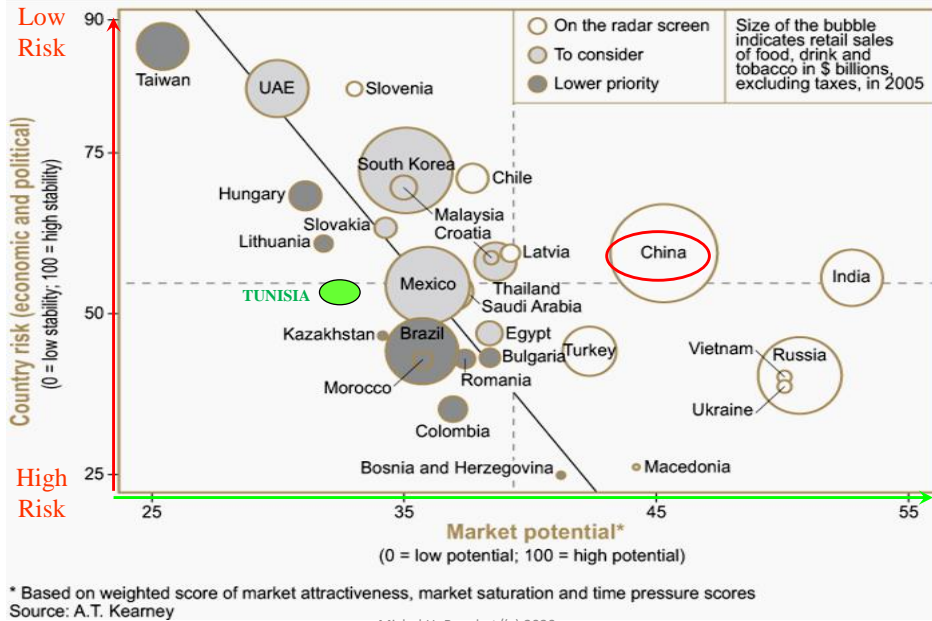 Low
Risk
90
75
50
25
High
Risk
Country risk (economic and political)
(0 = low stability; 100 = high stability)
On the radar screen
To consider
Lower priority
Size of the bubble
indicates retail sales
of food, drink and
tobacco in $ billions,
excluding taxes, in 2005
Taiwan
UAE
Slovenia
South Korea
Chile
Hungary
Malaysia
Slovakia
Croatia
Lithuania
Latvia
China
TUNISIA
Mexico
Thailand
India
Saudi Arabia
Kazakhstan
Brazil
Egypt
Bulgaria
Turkey
Vietnam
Russia
Morocco
Romania
Ukraine
Colombia
Bosnia and Herzegovina
Macedonia
25
35
45
55
Market potential*
(0 = low potential; 100 = high potential)
* Based on weighted score of market attractiveness, market saturation and time pressure scores
Source: A.T. Kearney